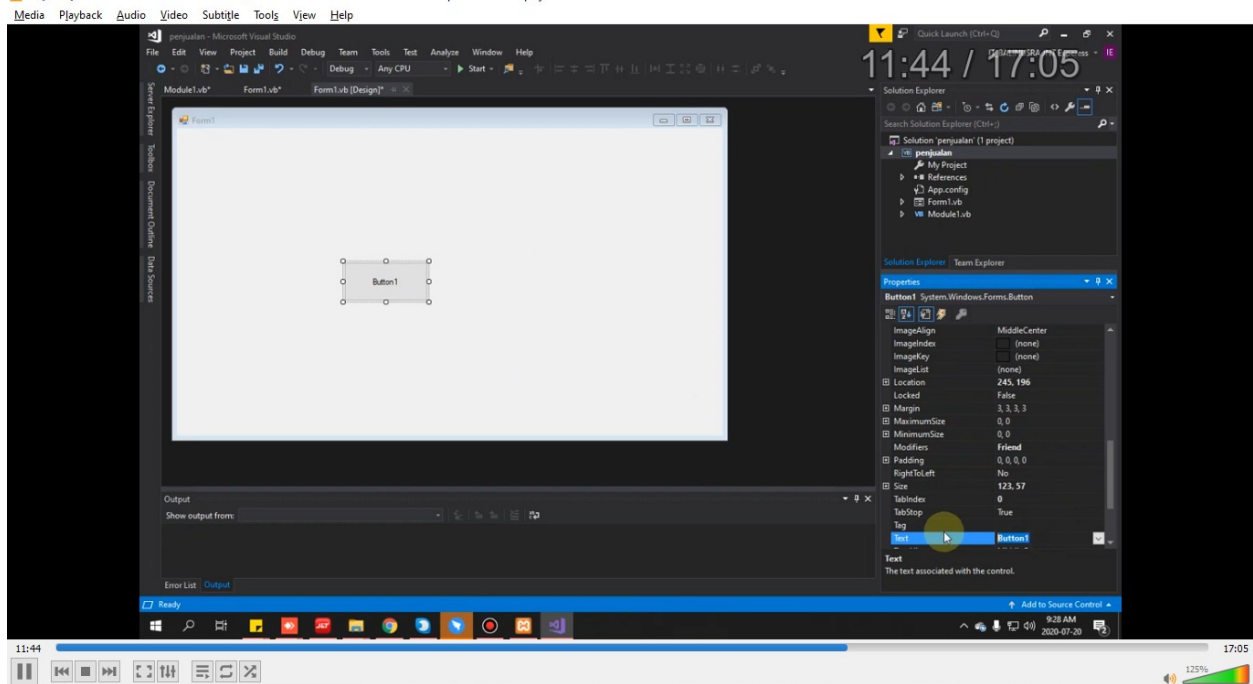 Media Playback Audio Video Subtitle Tools View Help
penjualan - Microsoft Visual Studio
Quick Launch (Ctrl+Q)
File Edit View Project Build Debug Team Tools Test Analyze Window Help
IE
11:44 / 17:05
Debug Any CPU Start
Module1.vb* Form1.vb* Form1.vb [Design]*
Server Explorer
Toolbox
Document Outline
Data Sources
Form1
Button1
Solution Explorer
Search Solution Explorer (Ctrl+;)
Solution 'penjualan' (1 project)
penjualan
My Project
References
App.config
Form1.vb
Module1.vb
Solution Explorer Team Explorer
Properties
Button1 System.Windows.Forms.Button
ImageAlign MiddleCenter
ImageIndex (none)
ImageKey (none)
ImageList (none)
Location 245, 196
Locked False
Margin 3, 3, 3, 3
MaximumSize 0, 0
MinimumSize 0, 0
Modifiers Friend
Padding 0, 0, 0, 0
RightToLeft No
Size 123, 57
TabIndex 0
TabStop True
Tag
Text Button1
Text
The text associated with the control.
Output
Show output from:
Error List Output
Ready
Add to Source Control
9:28 AM
2020-07-20
11:44 17:05
125%